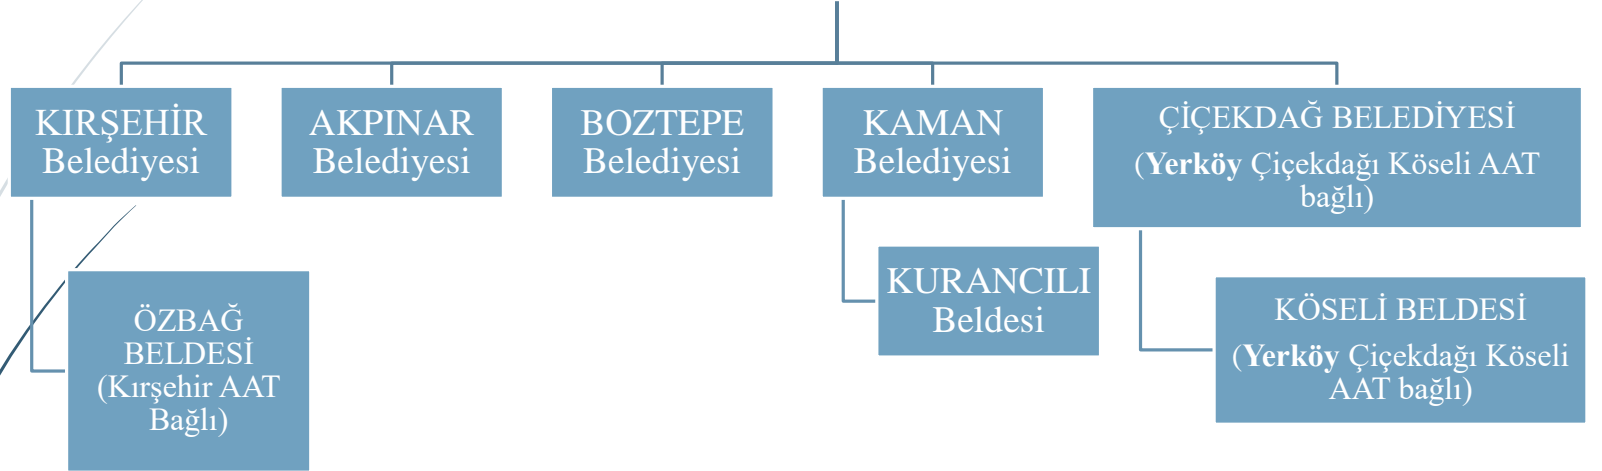 KIRŞEHİR
Belediyesi
AKPINAR
Belediyesi
BOZTEPE
Belediyesi
KAMAN
Belediyesi
ÇİÇEKDAĞ BELEDİYESİ
(Yerköy Çiçekdağı Köseli AAT
bağlı)
ÖZBAĞ
BELDESİ
(Kırşehir AAT
Bağlı)
KURANCILI
Beldesi
KÖSELİ BELDESİ
(Yerköy Çiçekdağı Köseli
AAT bağlı)